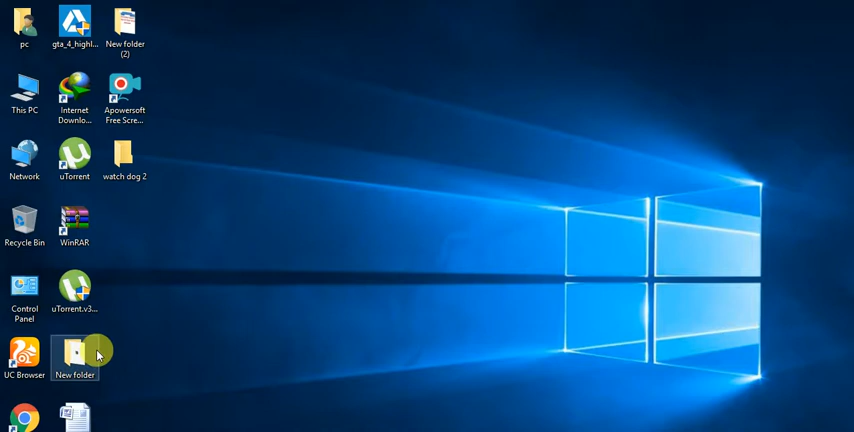 pc
gta_4_highl...
New folder
(2)
This PC
Internet
Downlo...
Apowersoft
Free Scre...
Network
uTorrent
watch dog 2
Recycle Bin
WinRAR
Control
Panel
uTorrent.v3...
UC Browser
New folder